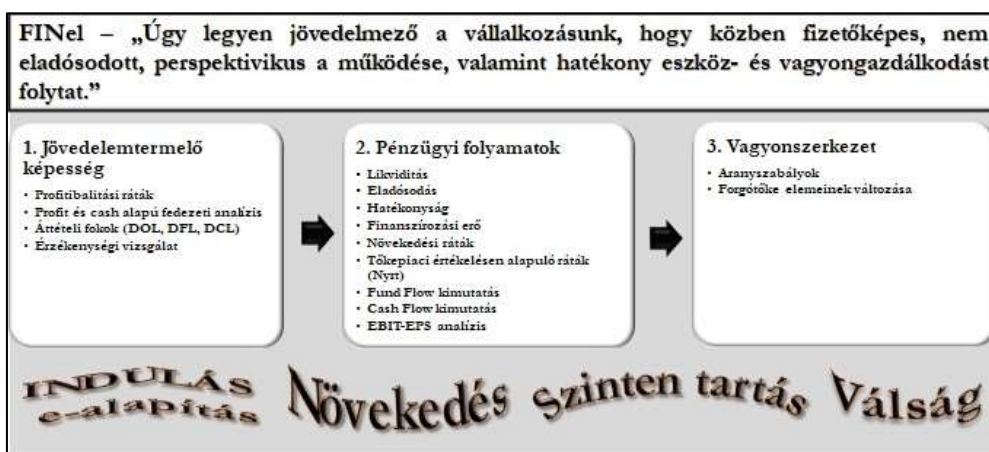 FINel – „Úgy legyen jövedelmező a vállalkozásunk, hogy közben fizetőképes, nem
eladósodott, perspektivikus a működése, valamint hatékony eszköz- és vagyongazdálkodást
folytat.”
1. Jövedelemtermelő
képesség
• Profitibalitási ráták
• Profit és cash alapú fedezeti analízis
• Áttételi fokok (DOL, DFL, DCL)
• Érzékenységi vizsgálat
2. Pénzügyi folyamatok
• Likviditás
• Eladósodás
• Hatékonyság
• Finanszírozási erő
• Növekedési ráták
• Tőkepiaci értékelésen alapuló ráták
(Nyrt)
• Fund Flow kimutatás
• Cash Flow kimutatás
• EBIT-EPS analízis
3. Vagyonszerkezet
• Aranyszabályok
• Forgótőke elemeinek változása
INDULÁS
e-alapítás
Növekedés
Szinten tartás
Válság